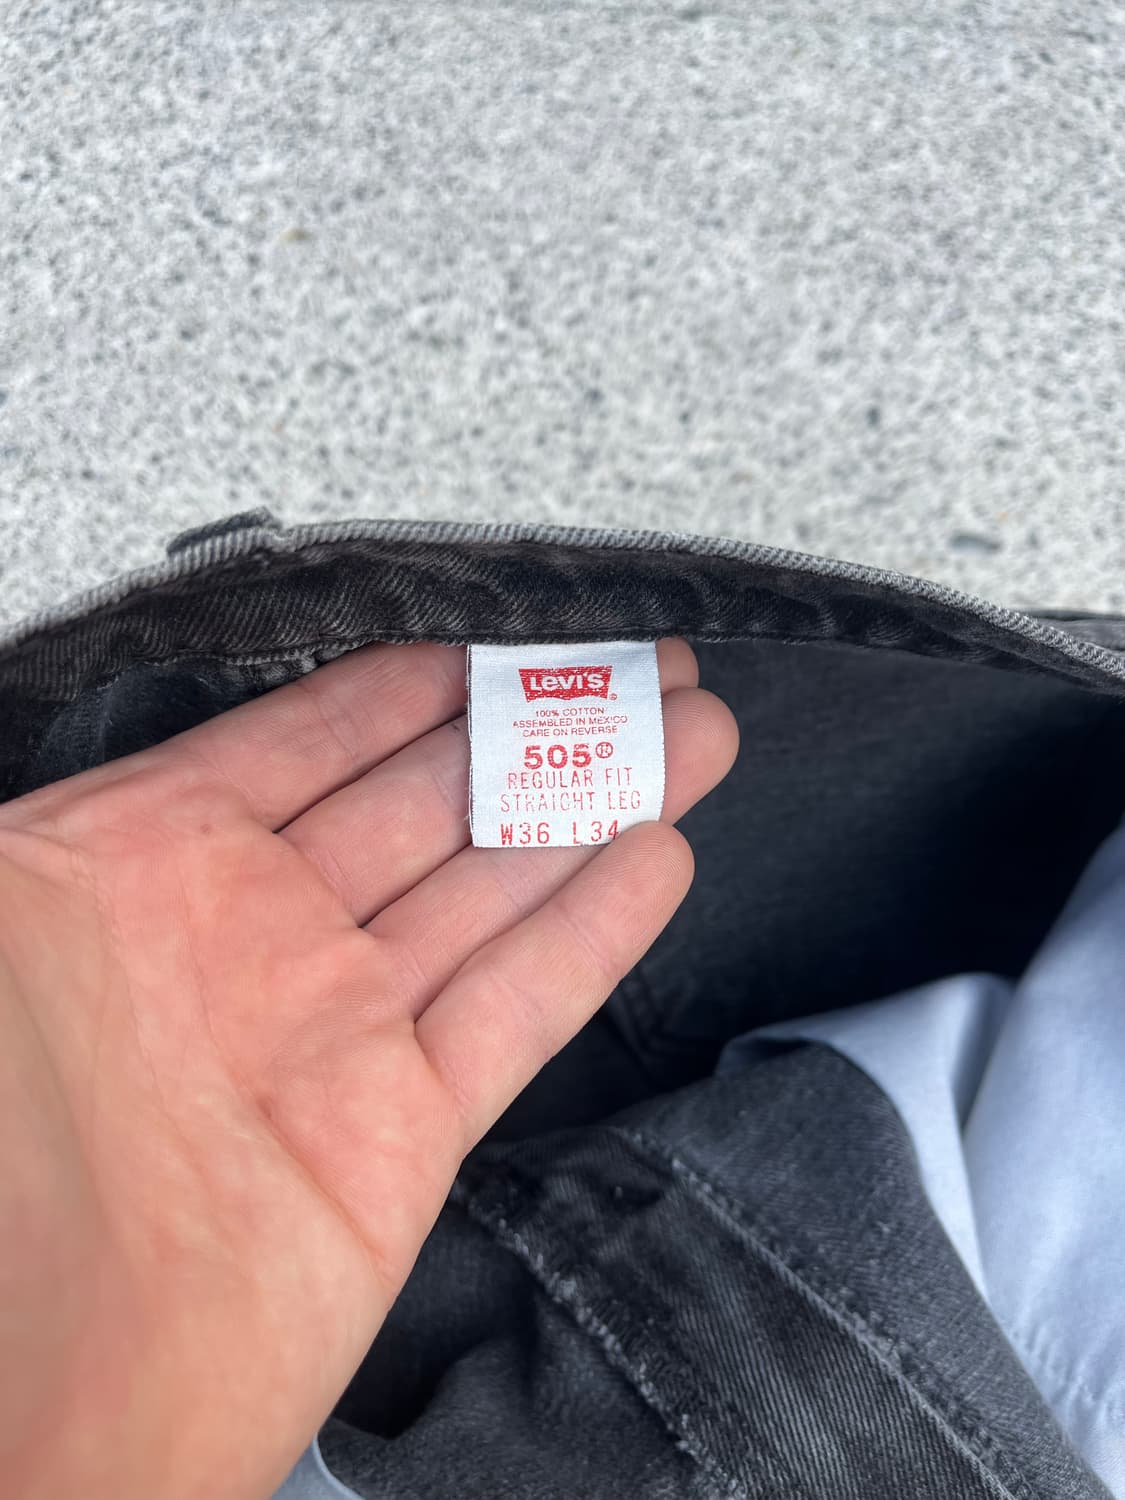 Levi's®
100% COTTON
ASSEMBLED IN MEXICO
CARE ON REVERSE
505®
REGULAR FIT
STRAIGHT LEG
W36 L34